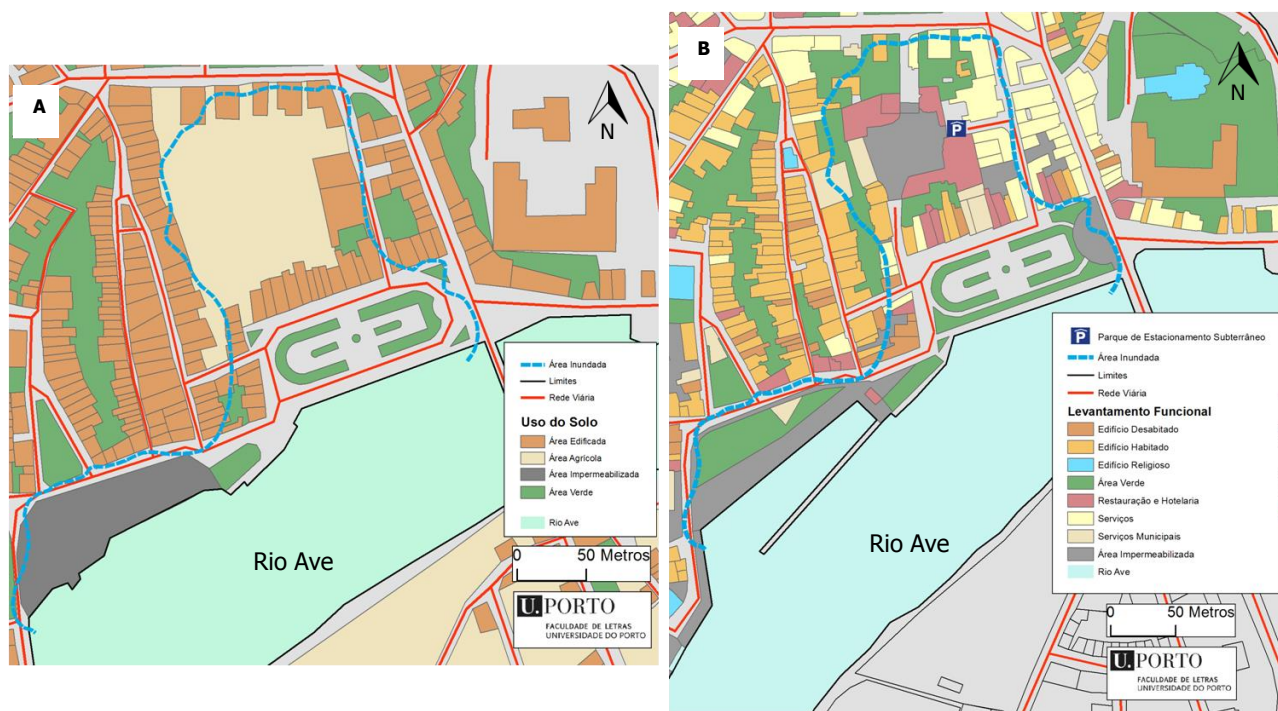 A
N
Área Inundada
Limites
Rede Viária
Uso do Solo
Área Edificada
Área Agrícola
Área Impermeabilizada
Área Verde
Rio Ave
Rio Ave
0 50 Metros
U. PORTO
FACULDADE DE LETRAS
UNIVERSIDADE DO PORTO
B
N
P
P Parque de Estacionamento Subterrâneo
Área Inundada
Limites
Rede Viária
Levantamento Funcional
Edifício Desabitado
Edifício Habitado
Edifício Religioso
Área Verde
Restauração e Hotelaria
Serviços
Serviços Municipais
Área Impermeabilizada
Rio Ave
Rio Ave
0 50 Metros
U. PORTO
FACULDADE DE LETRAS
UNIVERSIDADE DO PORTO